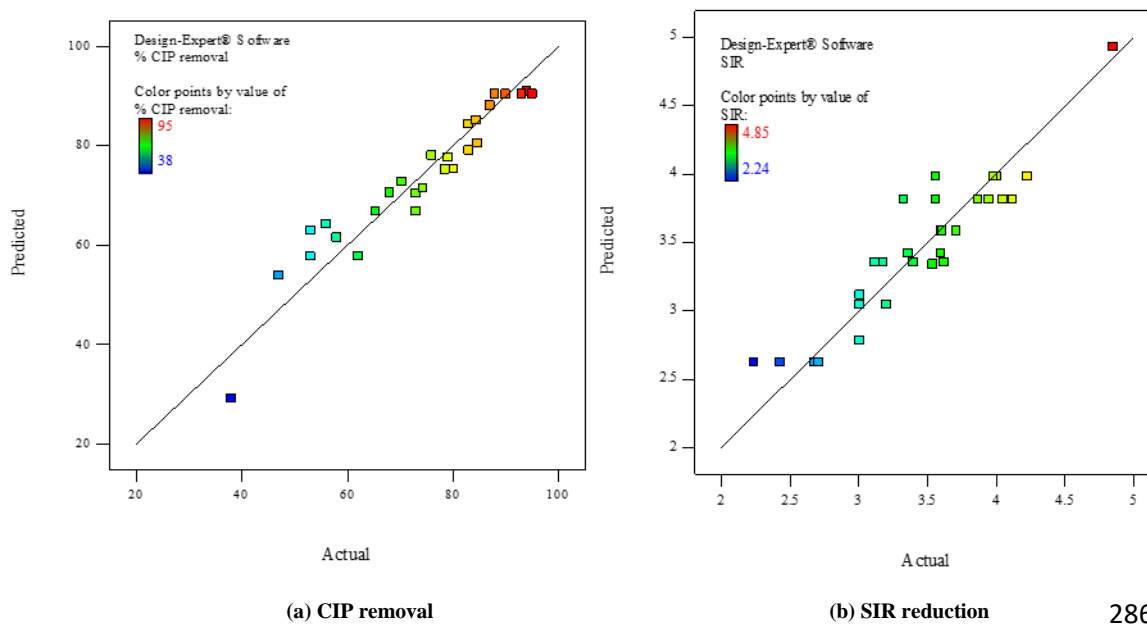 Design-Expert® Software
% CIP removal
Color points by value of
% CIP removal:
95
38
100
80
60
40
20
Predicted
20 40 60 80 100
Actual
(a) CIP removal
Design-Expert® Software
SIR
Color points by value of
SIR:
4.85
2.24
5
4.5
4
3.5
3
2.5
2
Predicted
2 2.5 3 3.5 4 4.5 5
Actual
(b) SIR reduction
286